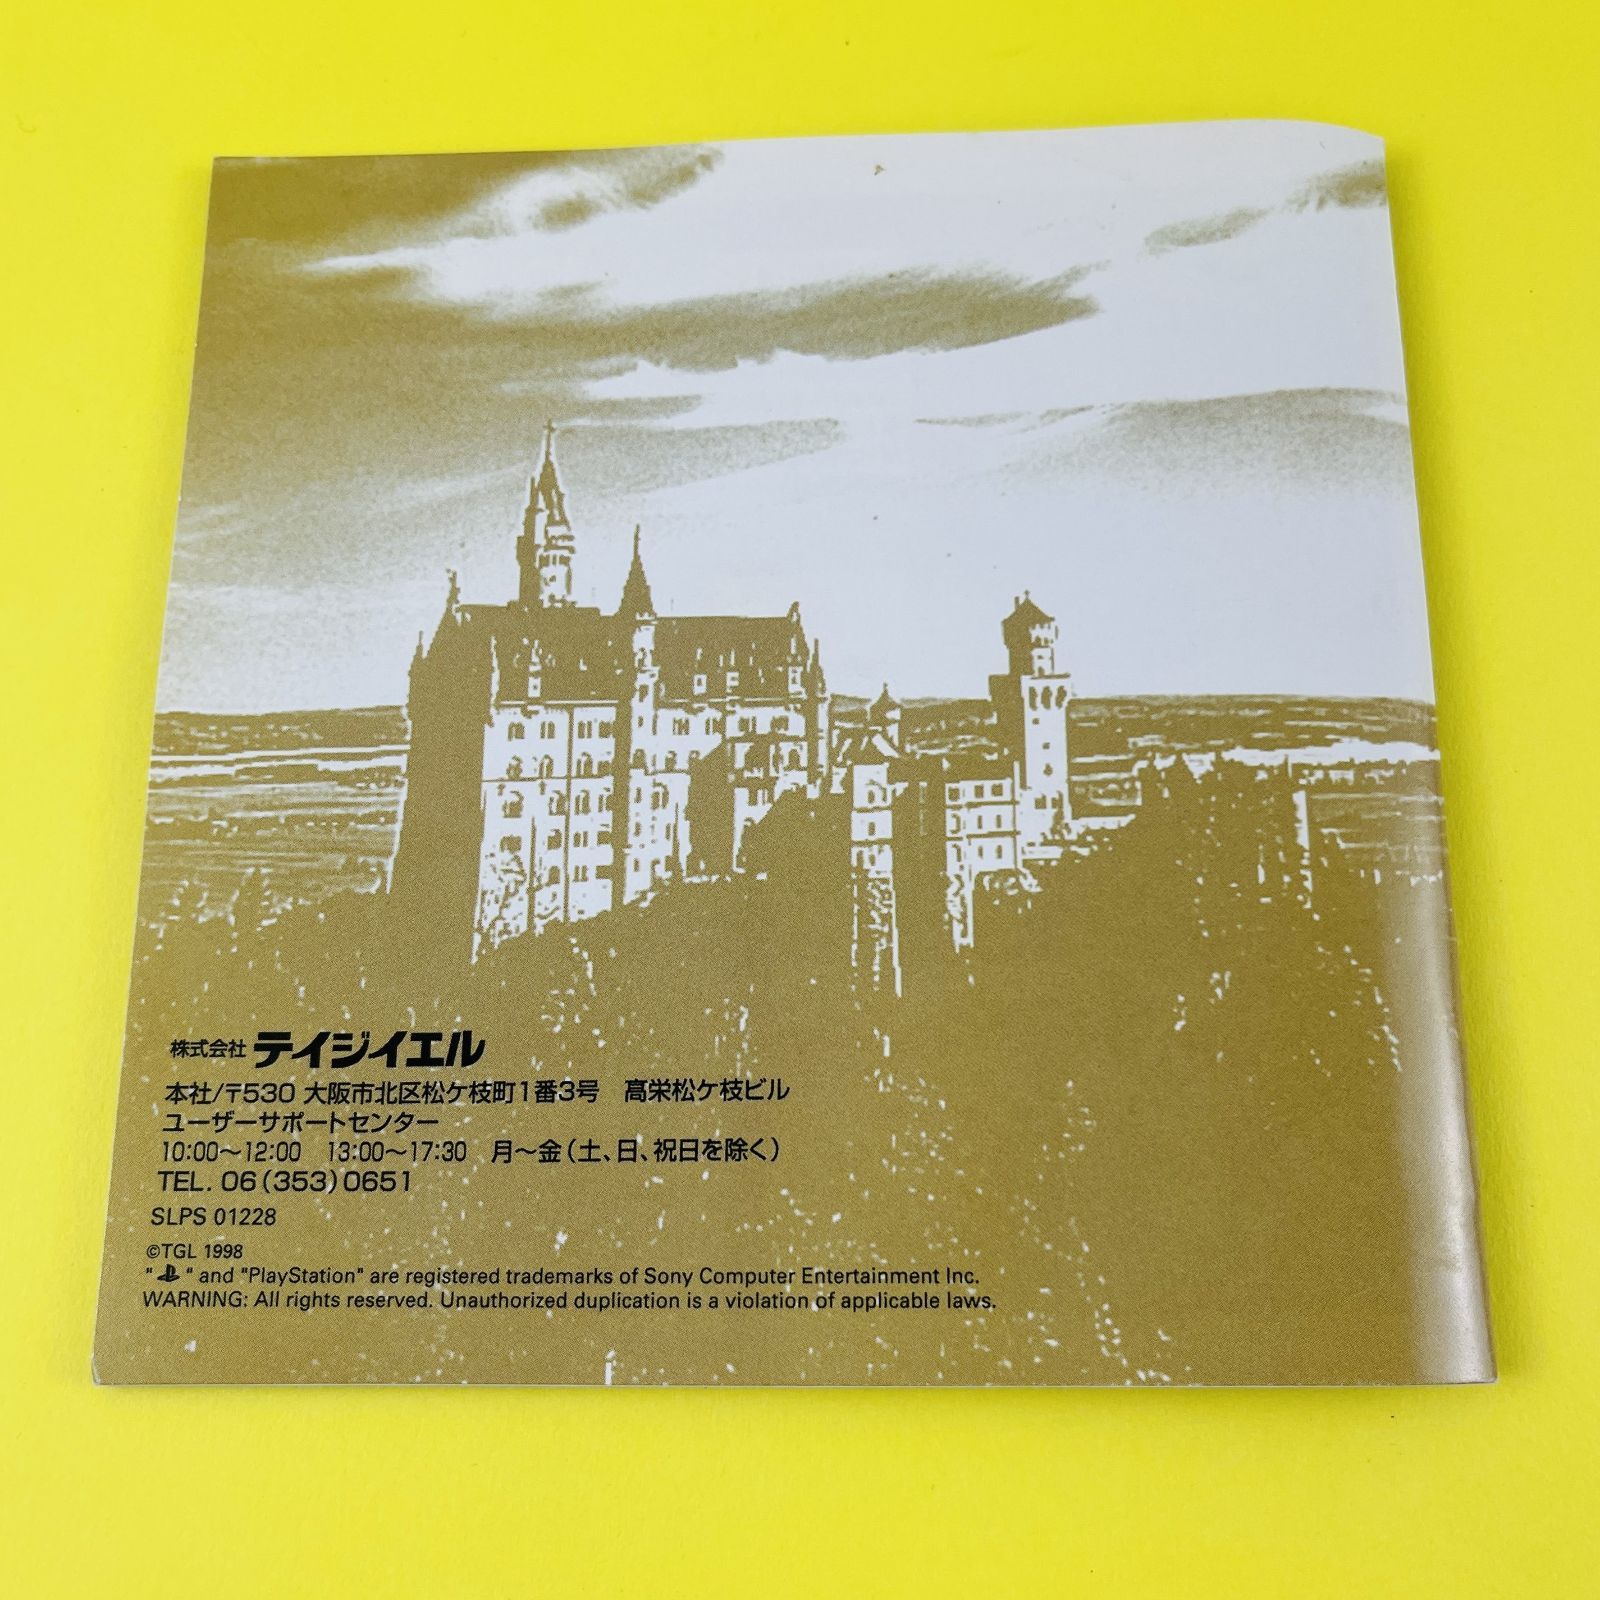 株式会社 テイジイエル
本社/〒530 大阪市北区松ケ枝町1番3号　高栄松ケ枝ビル
ユーザーサポートセンター
10:00〜12:00　13:00〜17:30　月〜金(土、日、祝日を除く)
TEL. 06(353)0651
SLPS 01228
©TGL 1998
" " and "PlayStation" are registered trademarks of Sony Computer Entertainment Inc.
WARNING: All rights reserved. Unauthorized duplication is a violation of applicable laws.